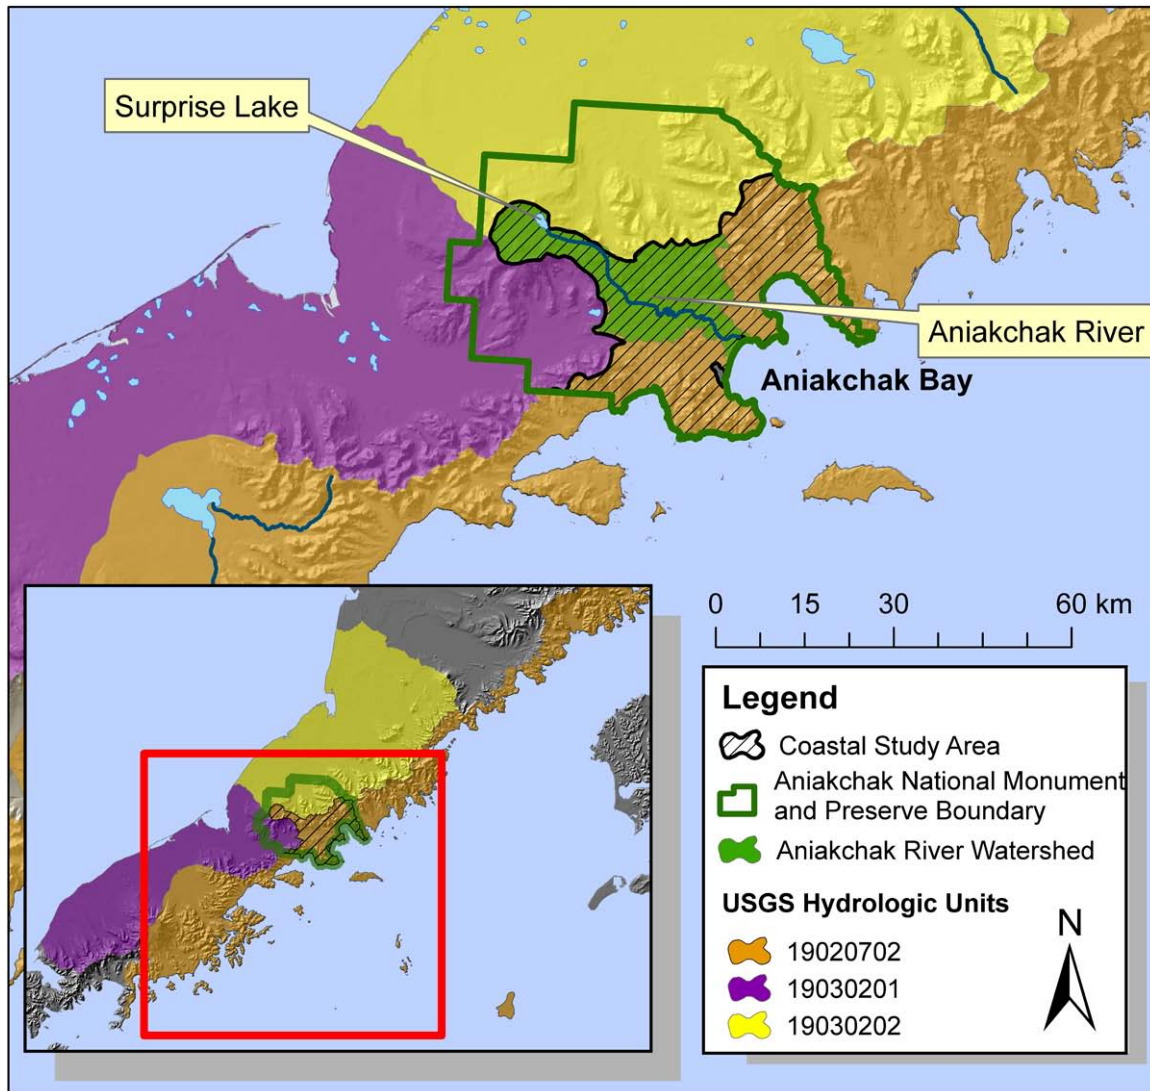 Surprise Lake
Aniakchak River
Aniakchak Bay
0 15 30 60 km
Legend
Coastal Study Area
Aniakchak National Monument
and Preserve Boundary
Aniakchak River Watershed
USGS Hydrologic Units
19020702
19030201
19030202
N